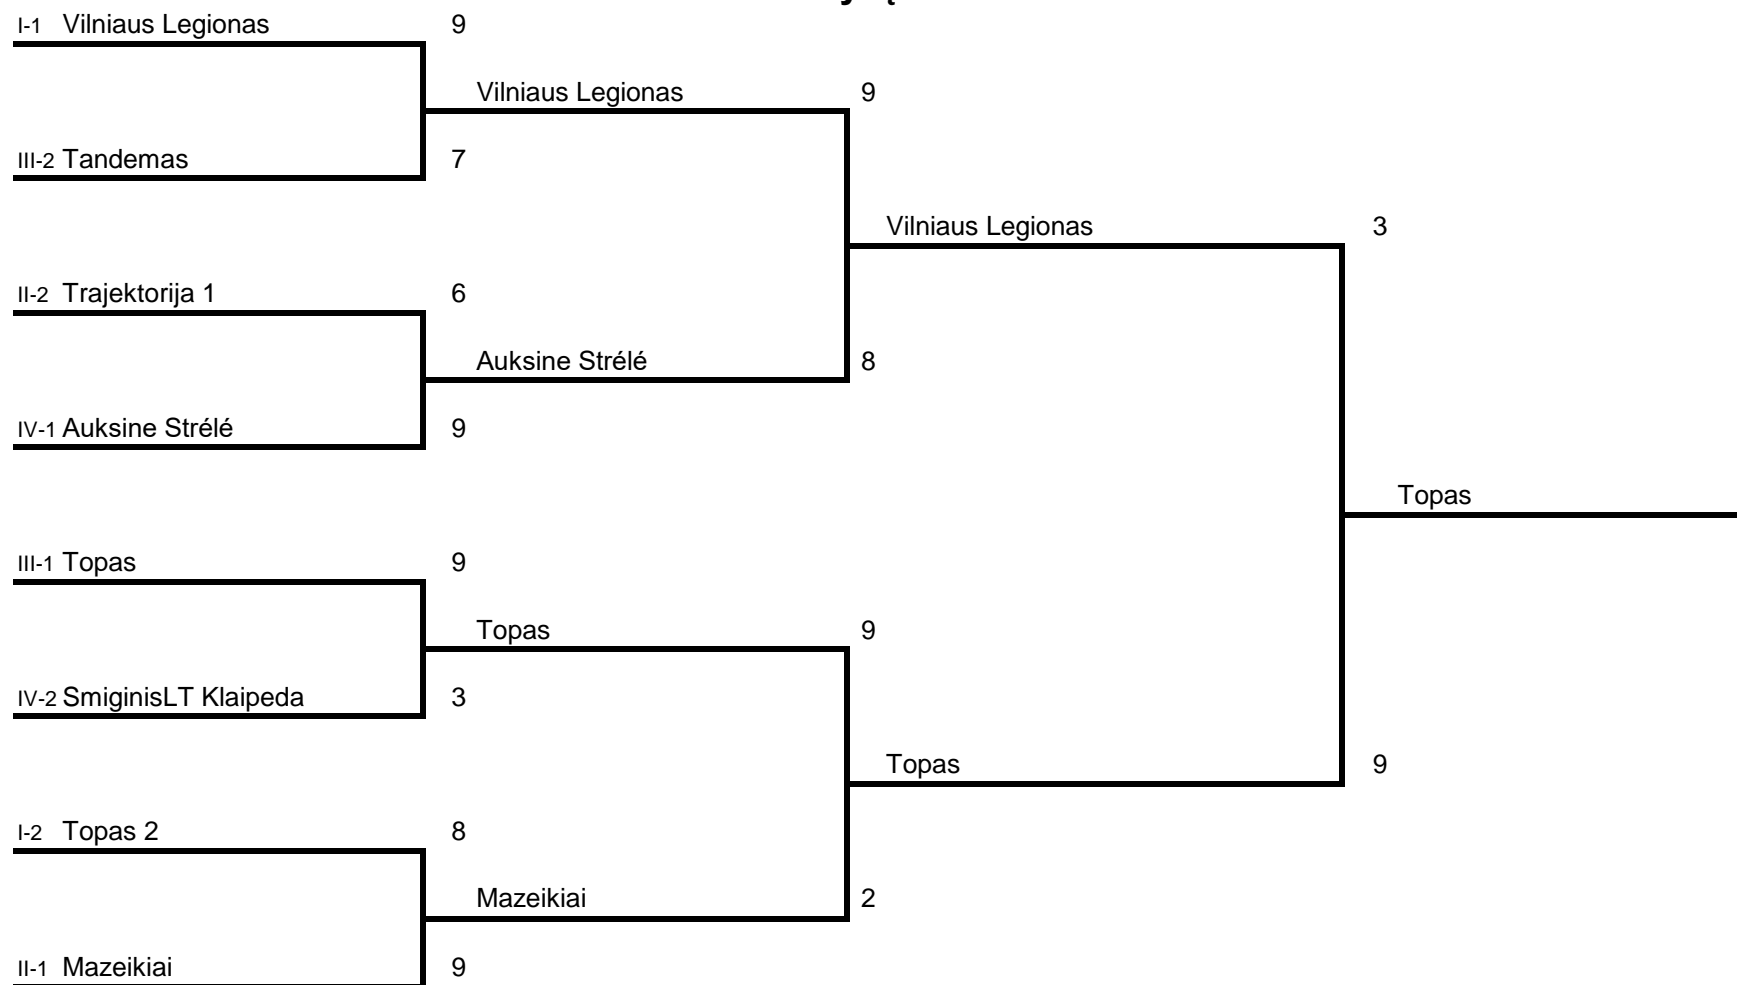 I-1 Vilniaus Legionas 9
Vilniaus Legionas 9
III-2 Tandemas 7
Vilniaus Legionas 3
II-2 Trajektorija 1 6
Auksine Strélé 8
IV-1 Auksine Strélé 9
Topas
III-1 Topas 9
Topas 9
IV-2 SmiginisLT Klaipeda 3
Topas 9
I-2 Topas 2 8
Mazeikiai 2
II-1 Mazeikiai 9